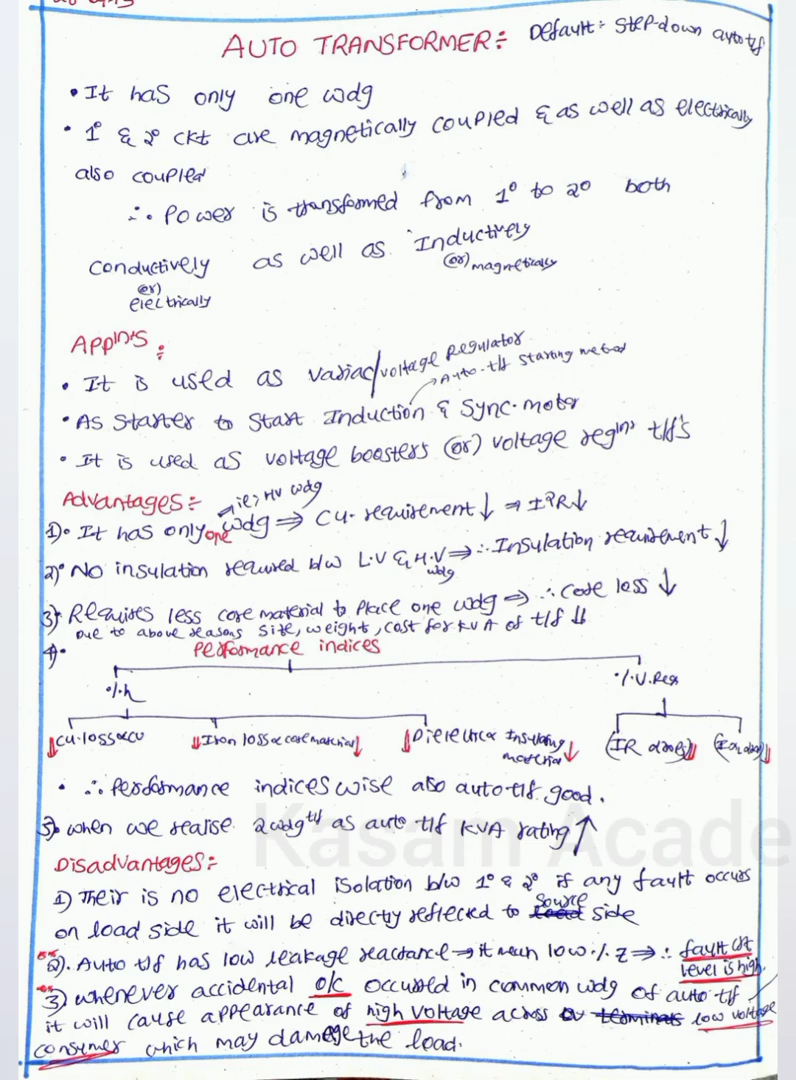 AUTO TRANSFORMER:- Default:- Step-down auto t/f
• It has only one wdg
• 1° & 2° ckt are magnetically coupled & as well as electrically
also coupled
∴ Power is transformed from 1° to 2° both
conductively as well as Inductively
(or) (or) magnetically
electrically
Applns:-
• It is used as variac/voltage Regulator
→ Auto-t/f starting method
• As Starter to Start Induction & Sync-motor
• It is used as voltage boosters (or) voltage regln t/f's
Advantages:- → ie; HV wdg
1)• It has only one wdg ⇒ Cu-requirement ↓ ⇒ I²R↓
2)• No insulation required b/w L.V & H.V wdg ⇒ ∴ Insulation requirement ↓
3) Requires less core material to place one wdg ⇒ ∴ Core loss ↓
Due to above reasons size, weight, cost for KVA of t/f ↓↓
4)• Performance indices
%η %V.Reg
↓Cu-loss∝Cu ↓Iron loss∝core material↓ ↓Dielectric∝ Insulating material↓ (IR drop)↓ (Ix drop)↓
• ∴ Performance indices wise also auto-t/f good.
5) when we realise 2wdg t/f as auto t/f KVA rating↑
Disadvantages:-
1) Their is no electrical isolation b/w 1° & 2° if any fault occurs
on load side it will be directly reflected to source side
2). Auto t/f has low leakage reactance → it mean low %Z ⇒ ∴ fault ckt
level is high
3) whenever accidental o/c occurred in common wdg of auto t/f
it will cause appearance of high voltage across low voltage
consumer which may damage the load.
Kasam Acade